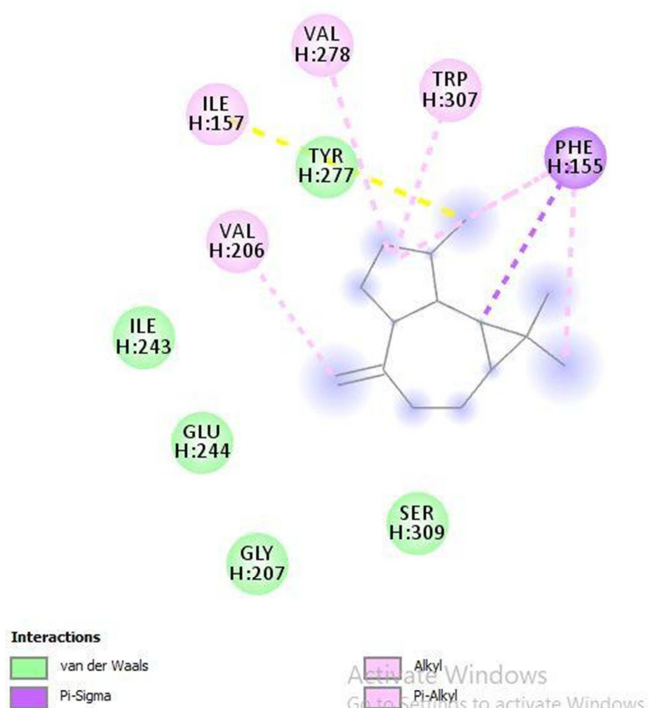 VAL
H:278
TRP
H:307
ILE
H:157
PHE
H:155
TYR
H:277
VAL
H:206
ILE
H:243
GLU
H:244
SER
H:309
GLY
H:207
Interactions
van der Waals
Alkyl
Activate Windows
Pi-Sigma
Pi-Alkyl
Go to Settings to activate Windows